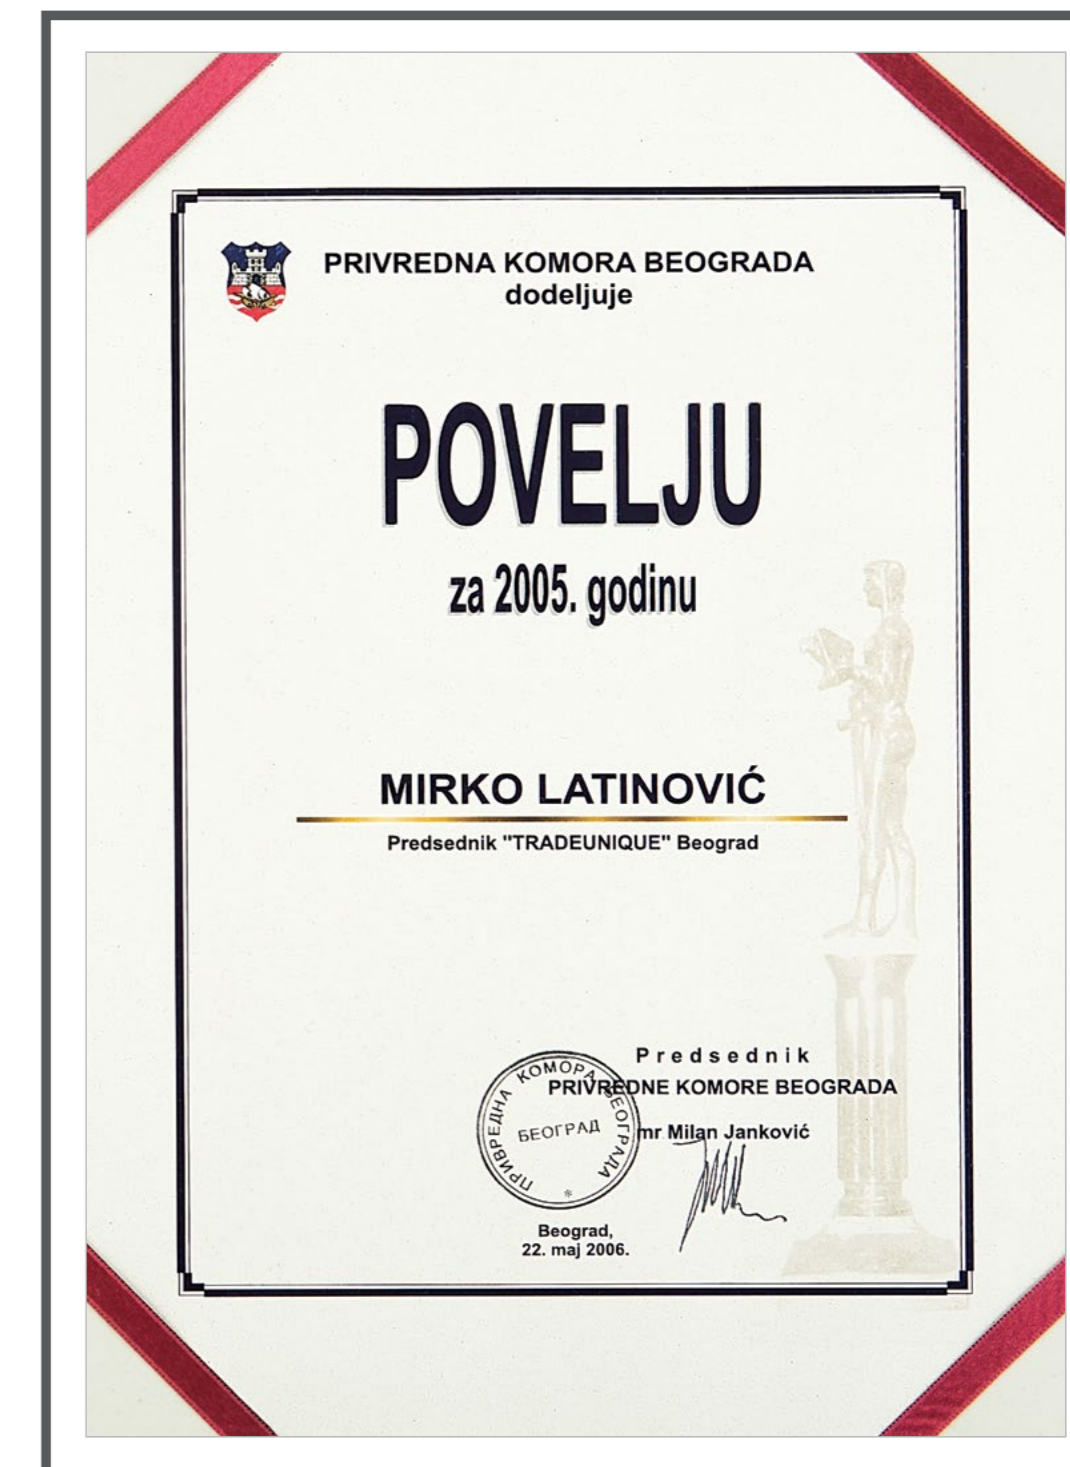 PRIVREDNA KOMORA BEOGRADA
dodeljuje
POVELJU
za 2005. godinu
MIRKO LATINOVIĆ
Predsednik "TRADEUNIQUE" Beograd
Predsednik
PRIVREDNE KOMORE BEOGRADA
mr Milan Janković
ПРИВРЕДНА КОМОРА БЕОГРАДА
БЕОГРАД
Beograd,
22. maj 2006.